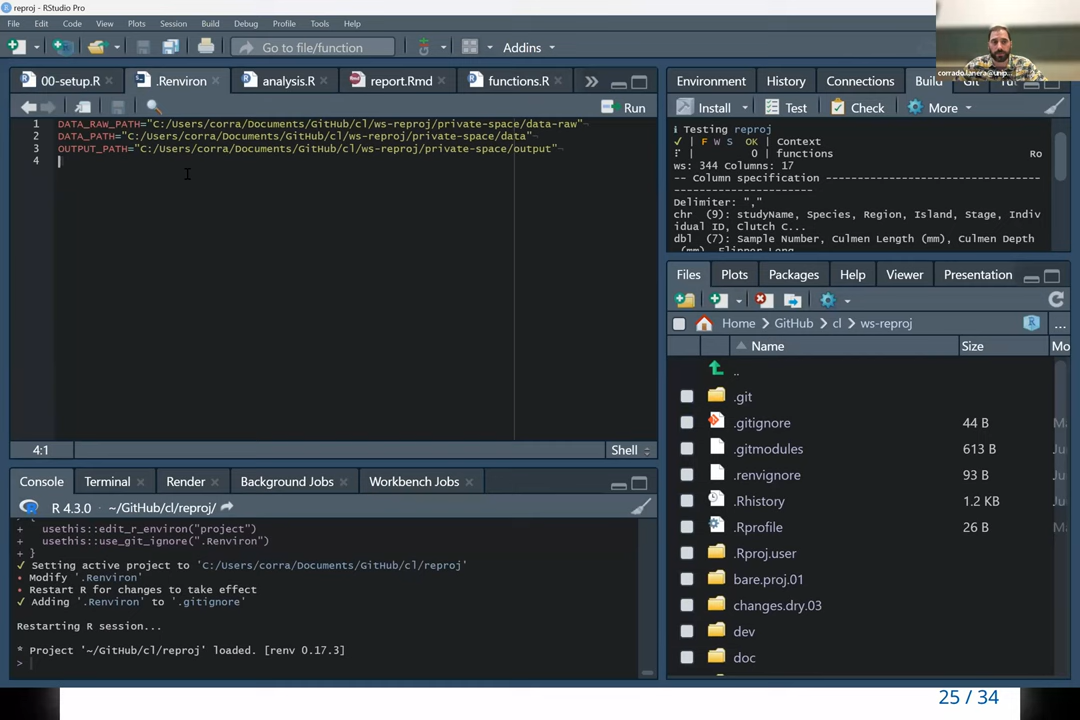 reproj - RStudio
File Edit Code View Plots Session Build Debug Profile Tools Help
Go to file/function Addins
corrado.lanera@unip...
00-setup.R .Renviron analysis.R report.Rmd functions.R
Run
1 DATA_RAW_PATH="C:/Users/corra/Documents/GitHub/cl/ws-reproj/private-space/data-raw"
2 DATA_PATH="C:/Users/corra/Documents/GitHub/cl/ws-reproj/private-space/data"
3 OUTPUT_PATH="C:/Users/corra/Documents/GitHub/cl/ws-reproj/private-space/output"
4
4:1 Shell
Console Terminal Render Background Jobs Workbench Jobs
R 4.3.0 · ~/GitHub/cl/reproj/
+ {
+ usethis::edit_r_environ("project")
+ usethis::use_git_ignore(".Renviron")
+ }
✓ Setting active project to 'C:/Users/corra/Documents/GitHub/cl/reproj'
• Modify '.Renviron'
• Restart R for changes to take effect
✓ Adding '.Renviron' to '.gitignore'
Restarting R session...
* Project '~/GitHub/cl/reproj' loaded. [renv 0.17.3]
>
Environment History Connections Build Git
Install Test Check More
ℹ Testing reproj
✓ | F W S OK | Context
⠋ | 0 | functions Ro
ws: 344 Columns: 17
-- Column specification ---------------------------------
---------------------
Delimiter: ","
chr (9): studyName, Species, Region, Island, Stage, Indiv
idual ID, Clutch C...
dbl (7): Sample Number, Culmen Length (mm), Culmen Depth
Files Plots Packages Help Viewer Presentation
Home GitHub cl ws-reproj ...
Name Size Mo
..
.git
.gitignore 44 B
.gitmodules 613 B
.renvignore 93 B
.Rhistory 1.2 KB
.Rprofile 26 B
.Rproj.user
bare.proj.01
changes.dry.03
dev
doc
25 / 34